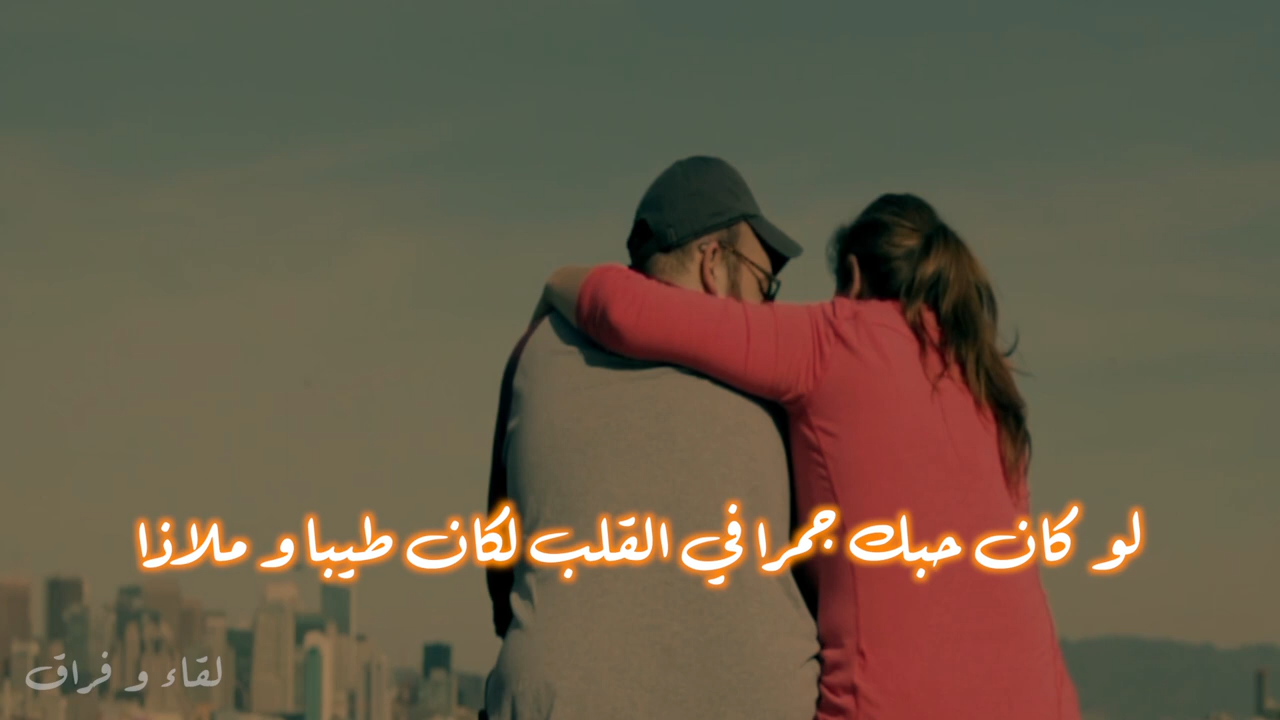 لو كان حبك جمرا في القلب لكان طيبا و ملاذا
لقاء و فراق